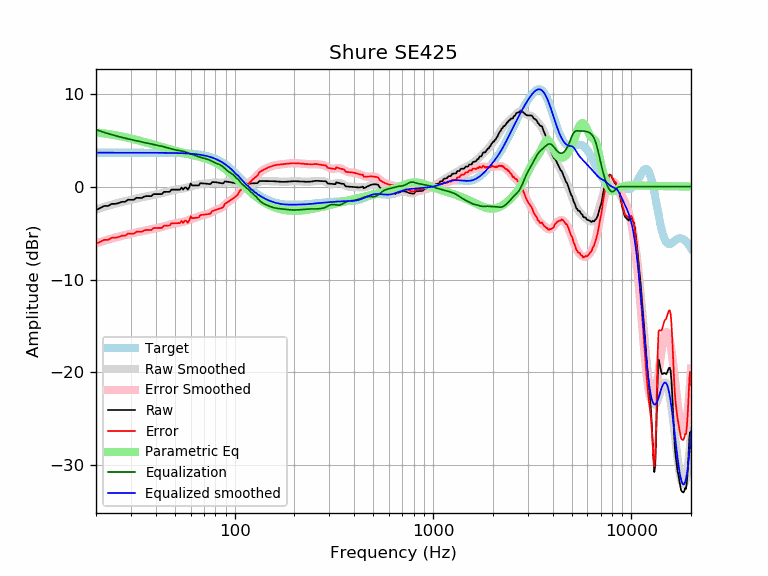 Shure SE425
Amplitude (dBr)
10
0
−10
−20
−30
Target
Raw Smoothed
Error Smoothed
Raw
Error
Parametric Eq
Equalization
Equalized smoothed
100
1000
10000
Frequency (Hz)